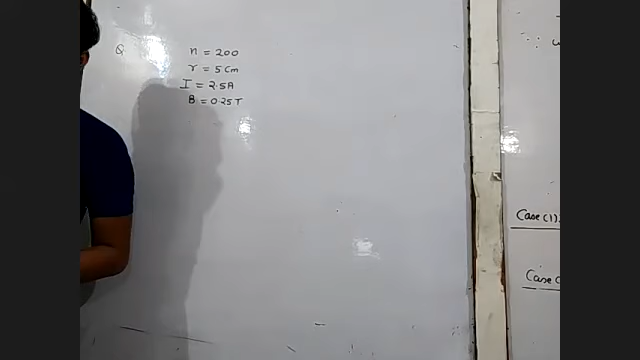 Q n = 200
r = 5 Cm
I = 2.5A
B = 0.25T
Case (1)
Case